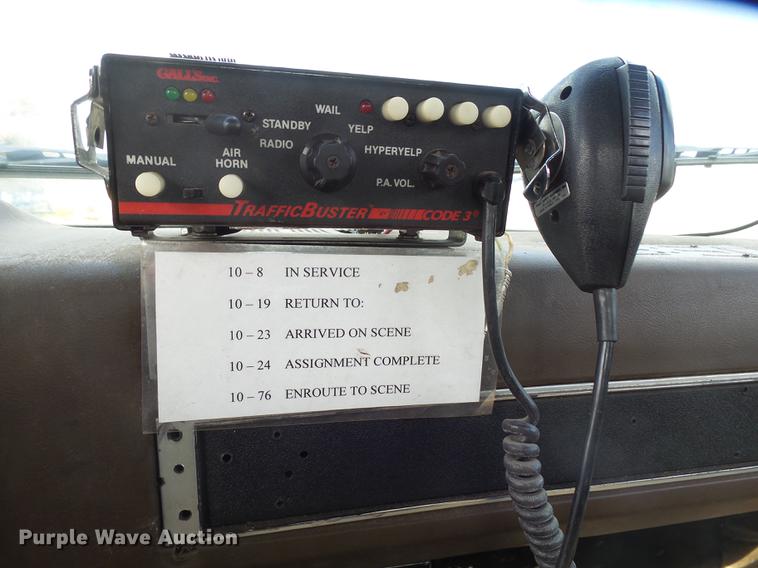 GALLS INC.
WAIL
STANDBY
YELP
RADIO
HYPERYELP
MANUAL
AIR
HORN
P.A. VOL.
TRAFFICBUSTER CODE 3®
10 – 8 IN SERVICE
10 – 19 RETURN TO:
10 – 23 ARRIVED ON SCENE
10 – 24 ASSIGNMENT COMPLETE
10 – 76 ENROUTE TO SCENE
Purple Wave Auction